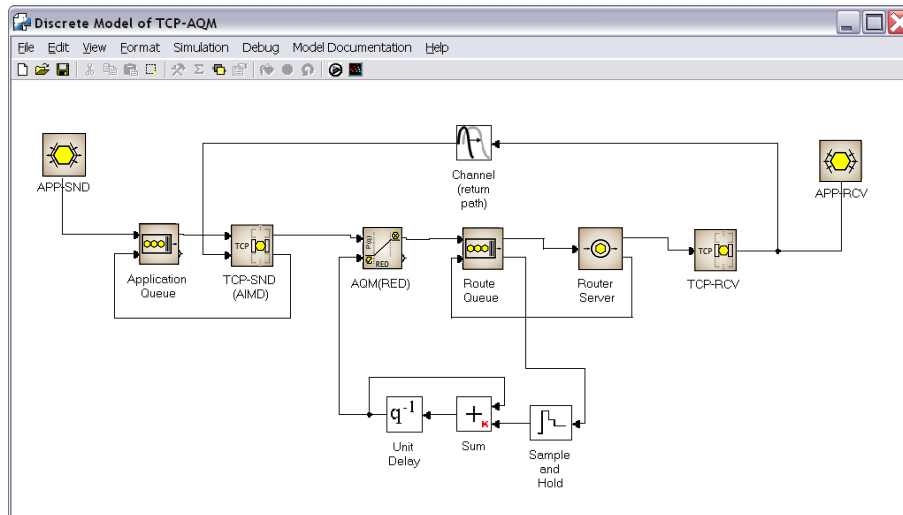 Discrete Model of TCP-AQM
File Edit View Format Simulation Debug Model Documentation Help
APP-SND
Channel
(return
path)
APP-RCV
Application
Queue
TCP
TCP-SND
(AIMD)
P(q)
RED
AQM(RED)
Route
Queue
Router
Server
TCP
TCP-RCV
q-1
Unit
Delay
+
K
Sum
Sample
and
Hold